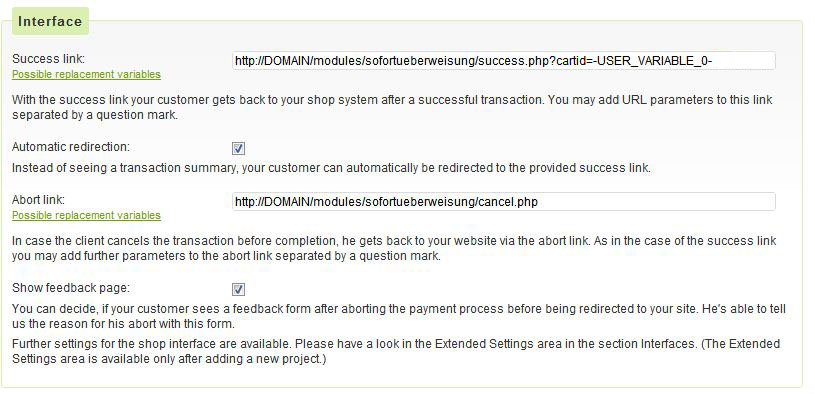 Interface
Success link:
http://DOMAIN/modules/sofortueberweisung/success.php?cartid=-USER_VARIABLE_0-
Possible replacement variables
With the success link your customer gets back to your shop system after a successful transaction. You may add URL parameters to this link
separated by a question mark.
Automatic redirection:
Instead of seeing a transaction summary, your customer can automatically be redirected to the provided success link.
Abort link:
http://DOMAIN/modules/sofortueberweisung/cancel.php
Possible replacement variables
In case the client cancels the transaction before completion, he gets back to your website via the abort link. As in the case of the success link
you may add further parameters to the abort link separated by a question mark.
Show feedback page:
You can decide, if your customer sees a feedback form after aborting the payment process before being redirected to your site. He's able to tell
us the reason for his abort with this form.
Further settings for the shop interface are available. Please have a look in the Extended Settings area in the section Interfaces. (The Extended
Settings area is available only after adding a new project.)